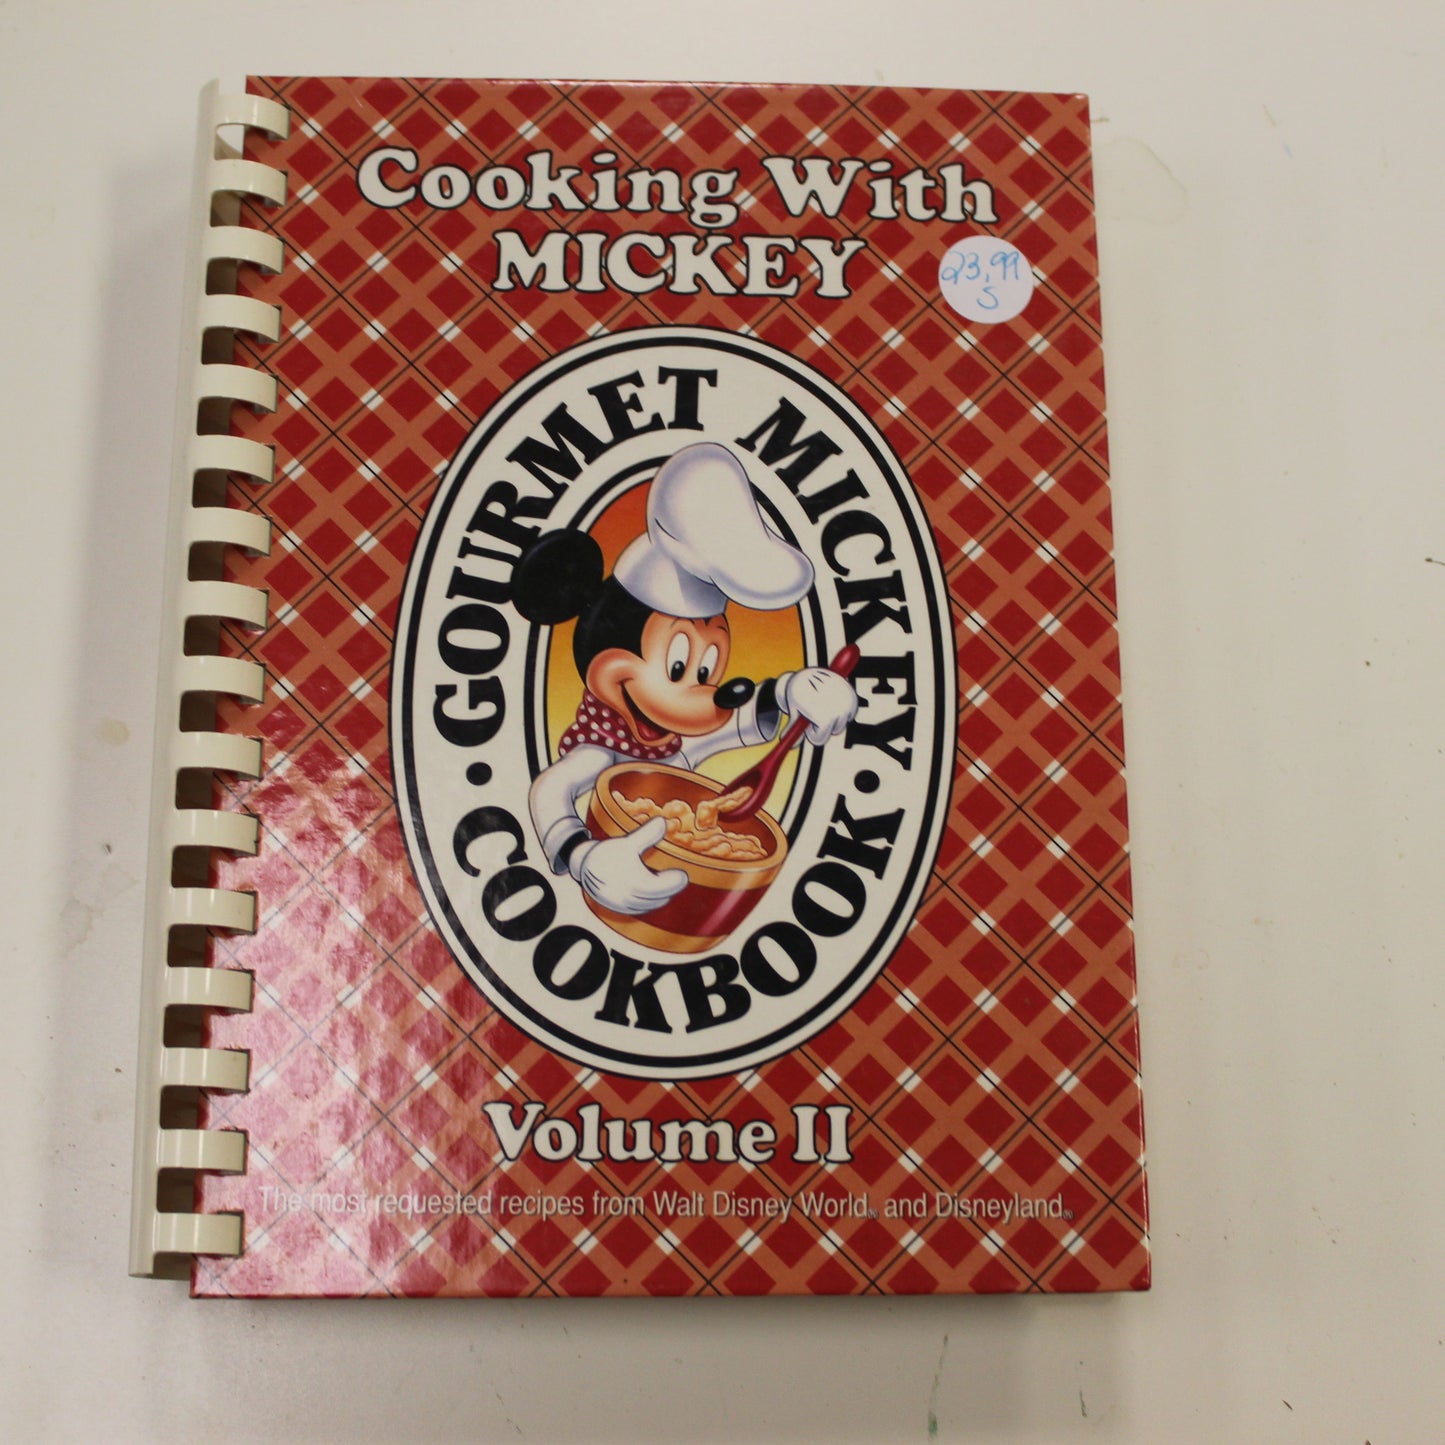 Cooking With
MICKEY
23,99
S
• GOURMET MICKEY •
COOKBOOK
Volume II
The most requested recipes from Walt Disney World® and Disneyland®